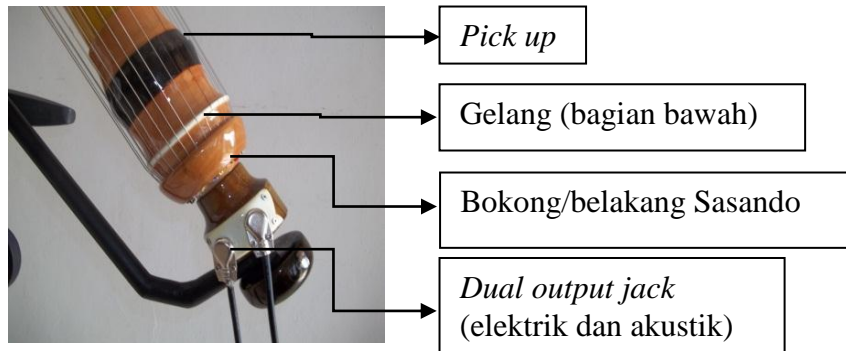 Pick up
Gelang (bagian bawah)
Bokong/belakang Sasando
Dual output jack
(elektrik dan akustik)